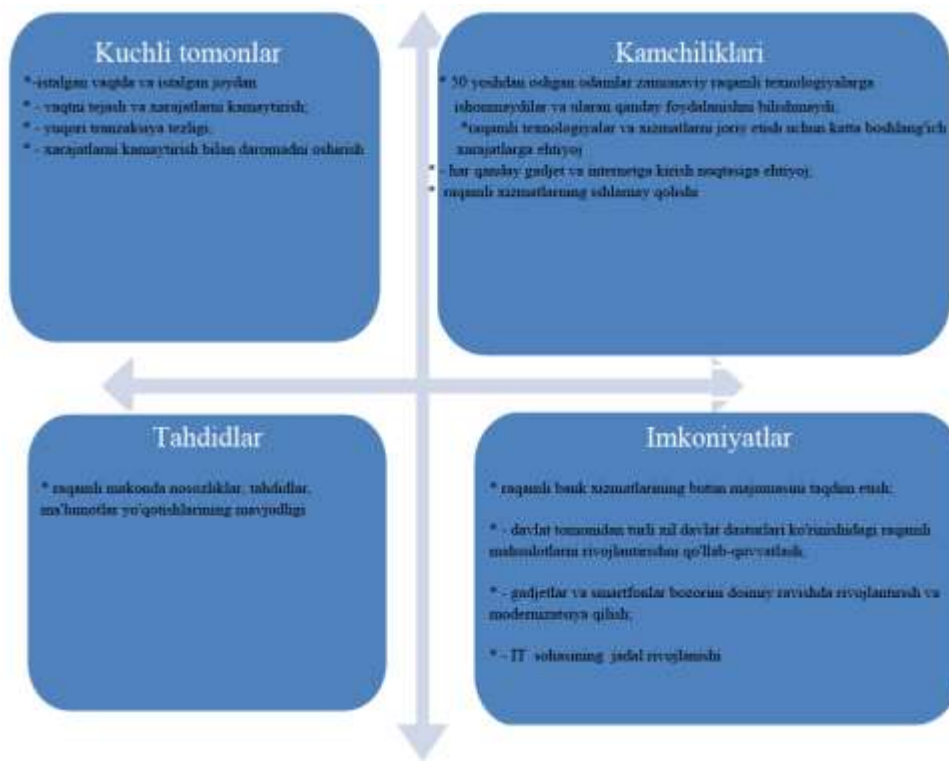 Kuchli tomonlar
*-istalgan vaqtda va istalgan joydan
* - vaqtni tejash va xarajatlarni kamaytirish;
* - yuqori tranzaksiya tezligi;
* - xarajatlarni kamaytirish bilan daromadni oshirish
Kamchiliklari
* 50 yoshdan oshgan odamlar zamonaviy raqamli texnologiyalarga
ishonmaydilar va ularan qanday foydalanishni bilishmaydi;
*raqamli texnologiyalar va xizmatlarni joriy etish uchun katta boshlang'ich
xarajatlarga ehtiyoj
* - har qanday gadjet va internetga kirish noqtasiga ehtiyoj;
* raqamli xizmatlarning ishlamay qolishi
Tahdidlar
* raqamli makonda nosozliklar, tahdidlar,
ma'lumotlar yo'qotishlarining mavjudligi
Imkoniyatlar
* raqamli bank xizmatlarining butun majmuasini taqdim etish;
* - davlat tomonidan turli xil davlat dasturlari ko'rinishidagi raqamli
mahsulotlarni rivojlantirishni qo'llab-quvvatlash;
* - gadjetlar va smartfonlar bozorini doimiy ravishda rivojlantirish va
modernizatsiya qilish;
* - IT sohasining jadal rivojlanishi